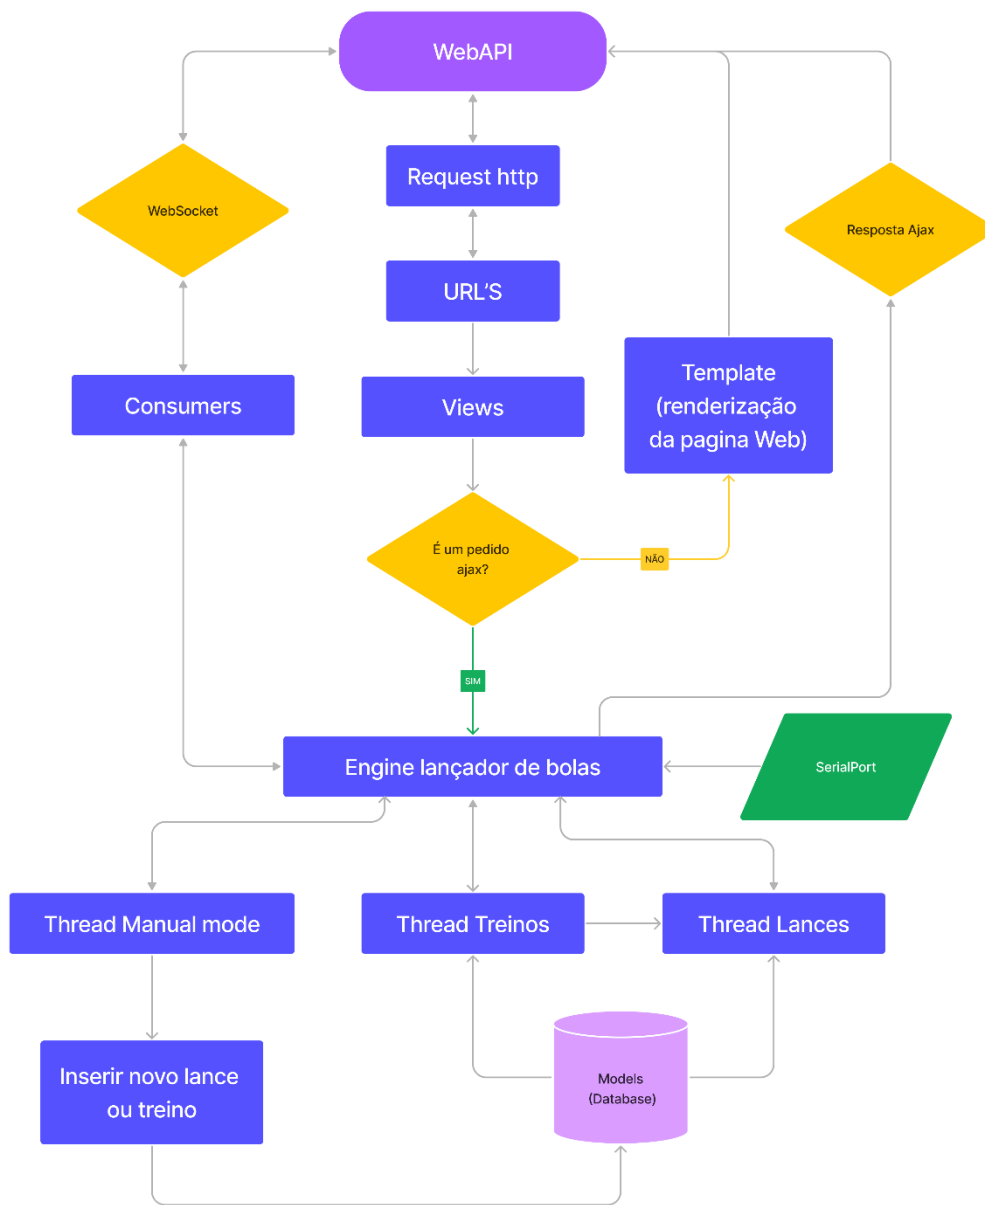 WebAPI
Request http
WebSocket
Resposta Ajax
URL'S
Template
(renderização
da pagina Web)
Consumers
Views
É um pedido
ajax?
NÃO
SIM
Engine lançador de bolas
SerialPort
Thread Manual mode
Thread Treinos
Thread Lances
Inserir novo lance
ou treino
Models
(Database)